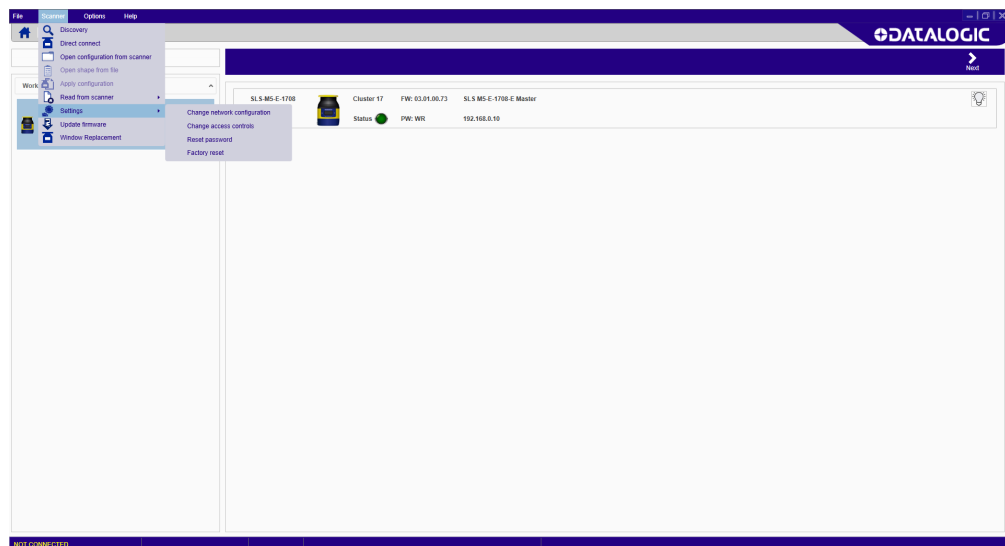 File Scanner Options Help
DATALOGIC
Discovery
Direct connect
Open configuration from scanner
Open shape from file
Apply configuration
Read from scanner
Settings
Update firmware
Window Replacement
Change network configuration
Change access controls
Reset password
Factory reset
Next
Work
SLS-M5-E-1708 Cluster 17 FW: 03.01.00.73 SLS M5-E-1708-E Master
Status PW: WR 192.168.0.10
NOT CONNECTED